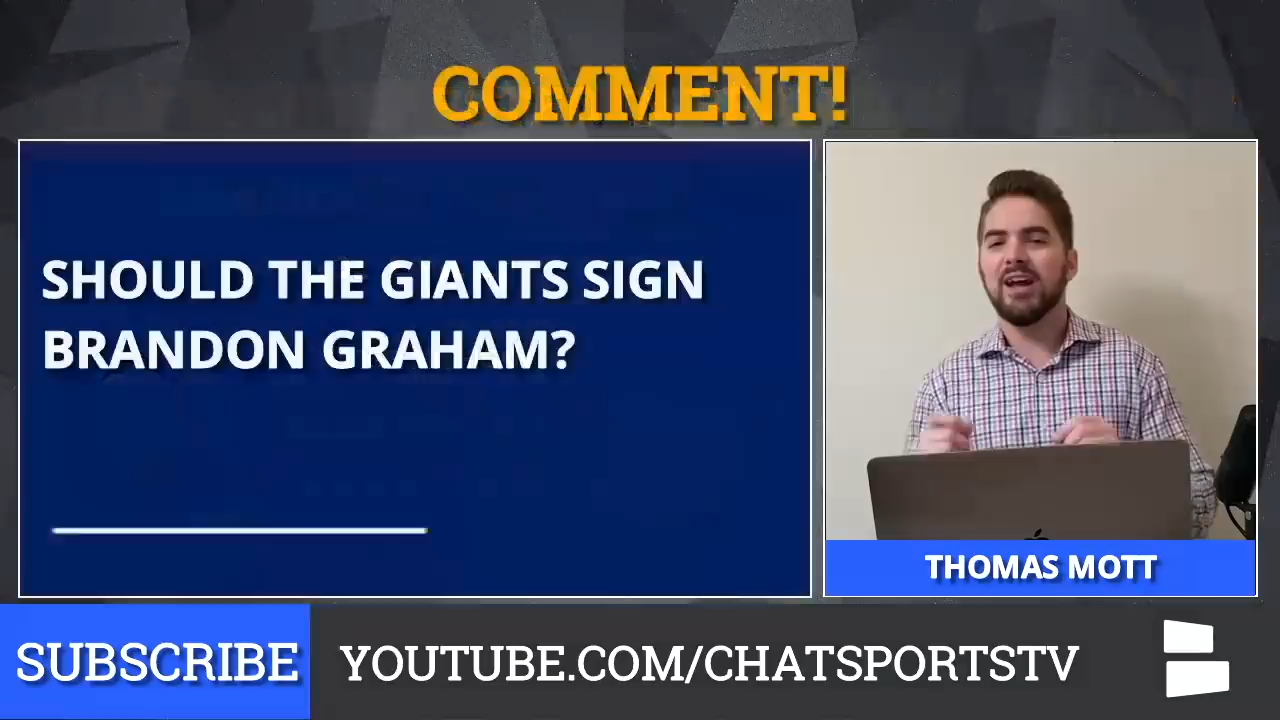 COMMENT!
SHOULD THE GIANTS SIGN
BRANDON GRAHAM?
THOMAS MOTT
SUBSCRIBE
YOUTUBE.COM/CHATSPORTSTV